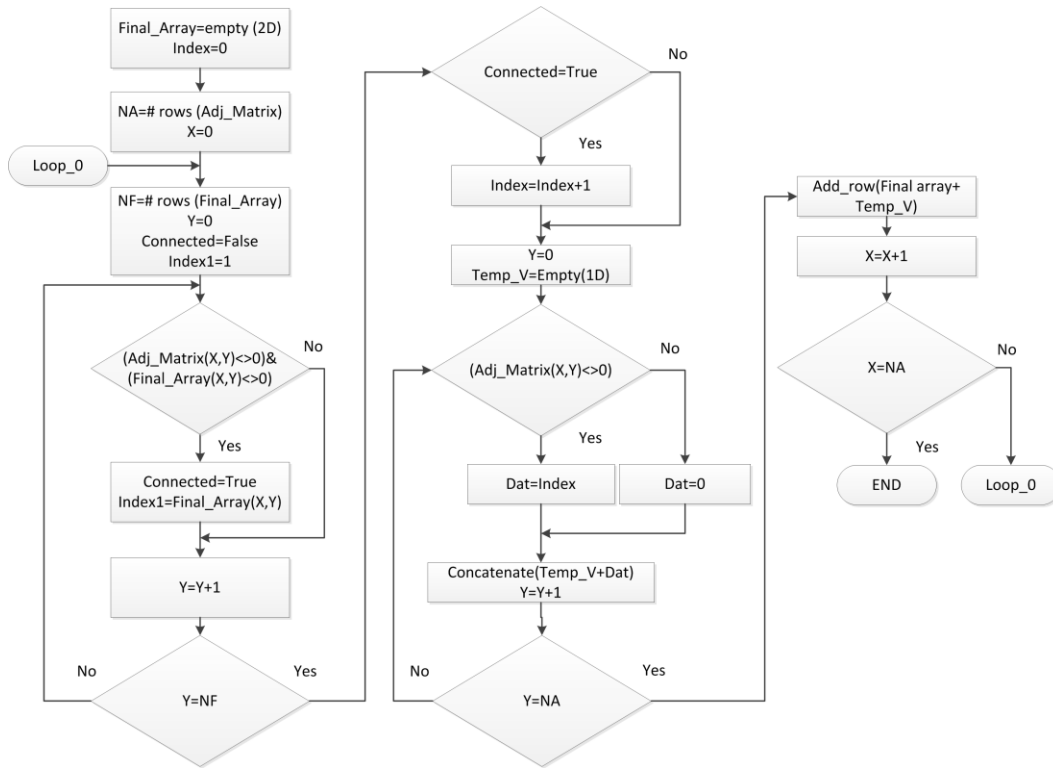 Final_Array=empty (2D)
Index=0
NA=# rows (Adj_Matrix)
X=0
Loop_0
NF=# rows (Final_Array)
Y=0
Connected=False
Index1=1
(Adj_Matrix(X,Y)<>0)&
(Final_Array(X,Y)<>0)
No
Yes
Connected=True
Index1=Final_Array(X,Y)
Y=Y+1
No
Yes
Y=NF
Connected=True
No
Yes
Index=Index+1
Y=0
Temp_V=Empty(1D)
(Adj_Matrix(X,Y)<>0)
No
Yes
Dat=Index
Dat=0
Concatenate(Temp_V+Dat)
Y=Y+1
No
Yes
Y=NA
Add_row(Final array+
Temp_V)
X=X+1
X=NA
No
Yes
END
Loop_0